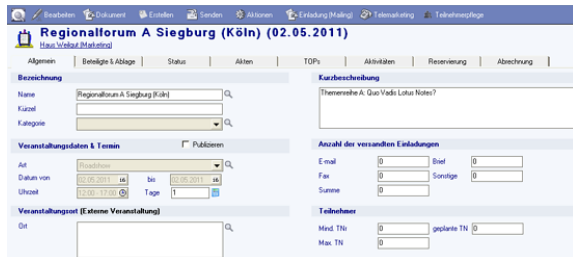 Bearbeiten Dokument Erstellen Senden Aktionen Einladung (Mailing) Telemarketing Teilnehmerpflege
Regionalforum A Siegburg (Köln) (02.05.2011)
Haus Weilgut (Marketing)
Allgemein Beteiligte & Ablage Status Akten TOPs Aktivitäten Reservierung Abrechnung
Bezeichnung
Name Regionalforum A Siegburg (Köln)
Kürzel
Kategorie
Veranstaltungsdaten & Termin Publizieren
Art Roadshow
Datum von 02.05.2011 16 bis 02.05.2011 16
Uhrzeit 12:00 - 17:00 Tage 1
Veranstaltungsort (Externe Veranstaltung)
Ort
Kurzbeschreibung
Themenreihe A: Quo Vadis Lotus Notes?
Anzahl der versandten Einladungen
E-mail 0 Brief 0
Fax 0 Sonstige 0
Summe 0
Teilnehmer
Mind. TNr 0 geplante TN 0
Max. TN 0